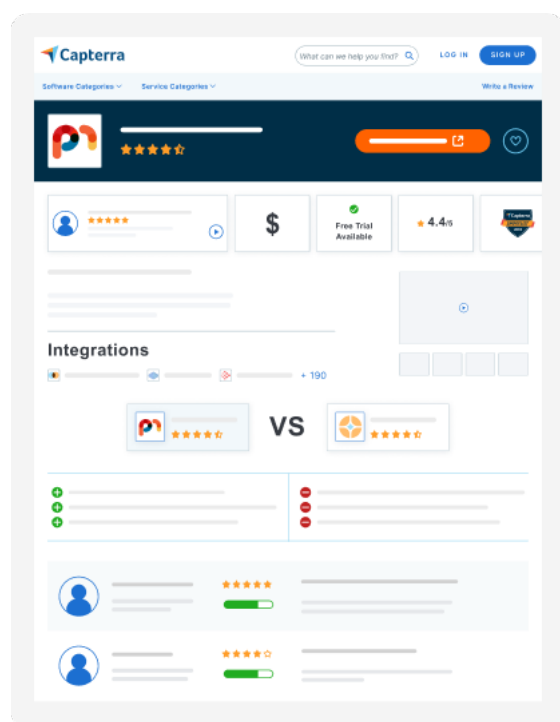 Capterra
What can we help you find?
LOG IN
SIGN UP
Software Categories
Service Categories
Write a Review
$
Free Trial
Available
4.4/5
Capterra
Integrations
+ 190
VS